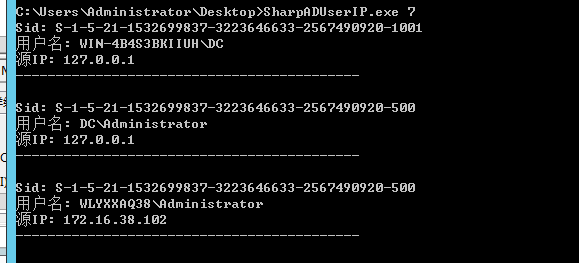 C:\Users\Administrator\Desktop>SharpADUserIP.exe 7
Sid: S-1-5-21-1532699837-3223646633-2567490920-1001
用户名: WIN-4B4S3BKIIUH\DC
源IP: 127.0.0.1
-------------------------------------------
Sid: S-1-5-21-1532699837-3223646633-2567490920-500
用户名: DC\Administrator
源IP: 127.0.0.1
-------------------------------------------
Sid: S-1-5-21-1532699837-3223646633-2567490920-500
用户名: WLYXXAQ38\Administrator
源IP: 172.16.38.102
-------------------------------------------